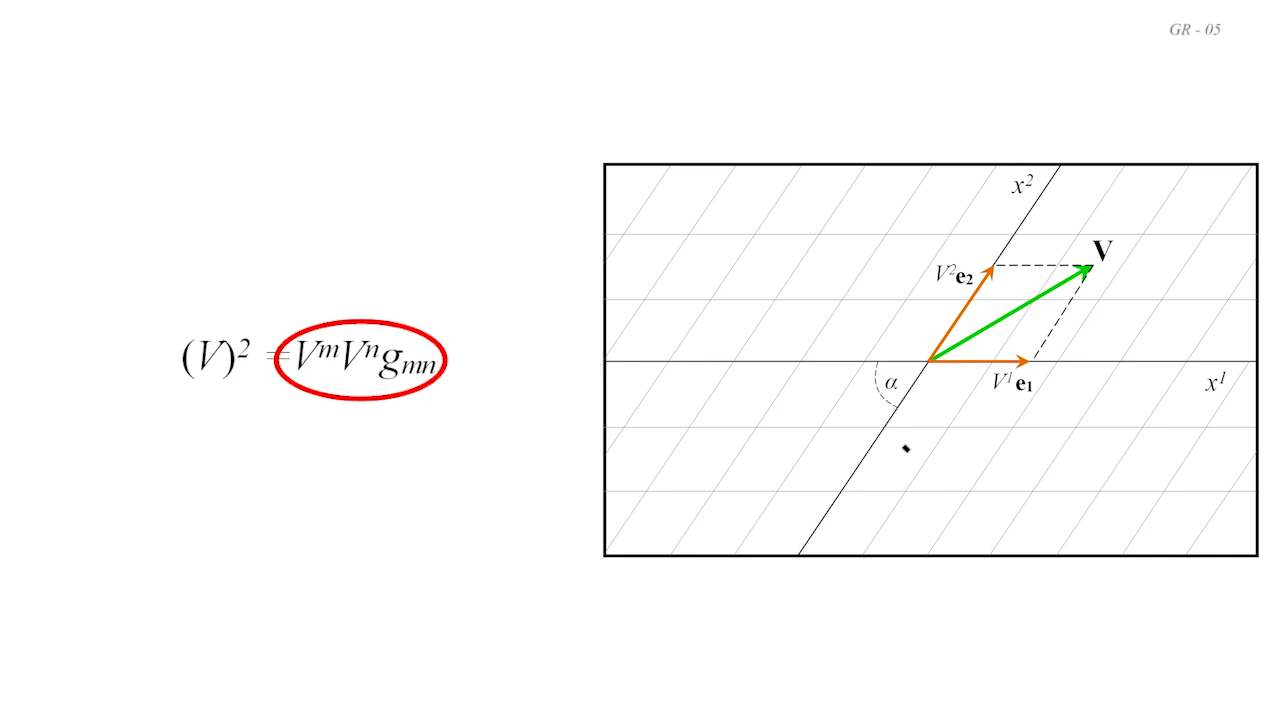 GR - 05
(V)² = VᵐVⁿgₘₙ
x²
V
V²e₂
α
V¹e₁
x¹